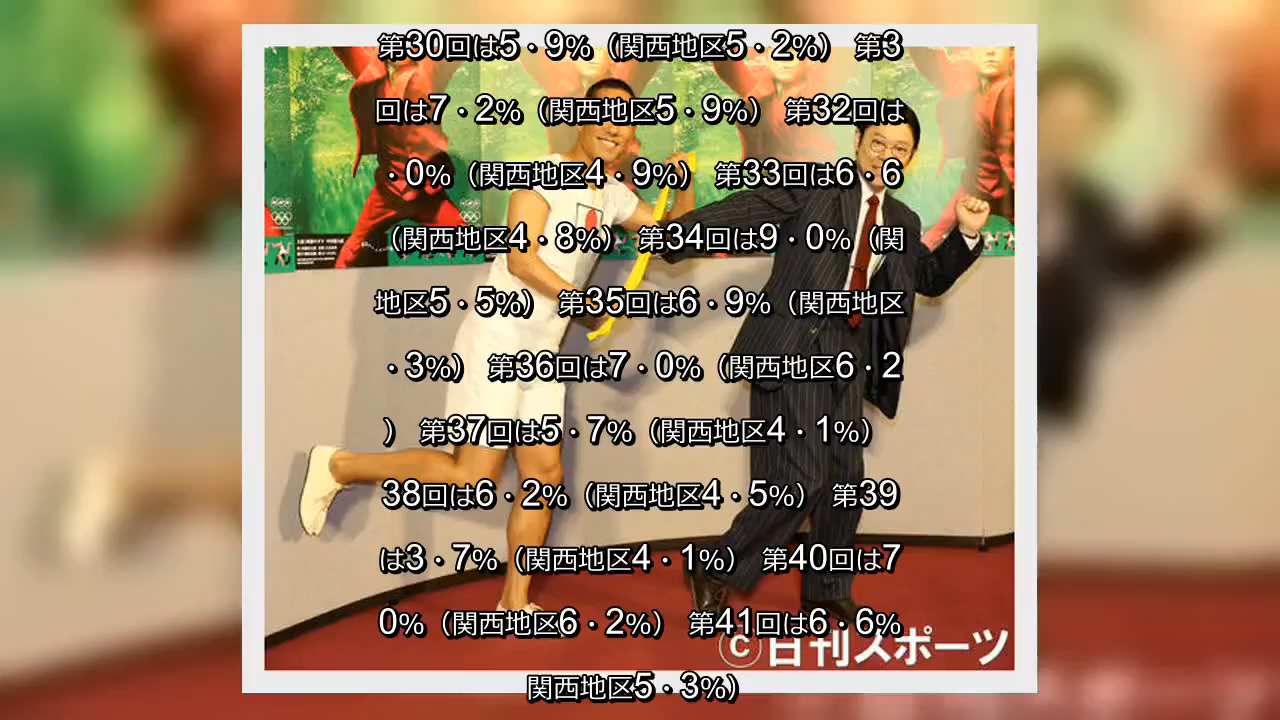 第30回は5・9%（関西地区5・2%） 第3
回は7・2%（関西地区5・9%） 第32回は
・0%（関西地区4・9%） 第33回は6・6
（関西地区4・8%） 第34回は9・0%（関
地区5・5%） 第35回は6・9%（関西地区
・3%） 第36回は7・0%（関西地区6・2
） 第37回は5・7%（関西地区4・1%）
38回は6・2%（関西地区4・5%） 第39
は3・7%（関西地区4・1%） 第40回は7
0%（関西地区6・2%） 第41回は6・6%
©日刊スポーツ
関西地区5・3%）